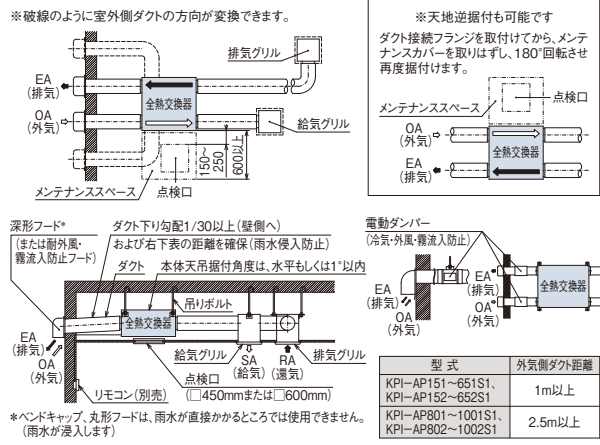 ※破線のように室外側ダクトの方向が変換できます。
排気グリル
EA
(排気)
全熱交換器
OA
(外気)
給気グリル
150〜
250
600以上
メンテナンススペース
点検口
※天地逆据付も可能です
ダクト接続フランジを取付けてから、メンテ
ナンスカバーを取りはずし、180°回転させ
再度据付けます。
メンテナンススペース
点検口
OA
(外気)
全熱交換器
EA
(排気)
深形フード*
(または耐外風・
霧流入防止フード)
ダクト下り勾配1/30以上(壁側へ)
および右下表の距離を確保(雨水侵入防止)
ダクト
本体天吊据付角度は、水平もしくは1°以内
吊りボルト
全熱交換器
EA
(排気)
OA
(外気)
給気グリル
SA
(給気)
RA
(還気)
排気グリル
点検口
(□450mmまたは□600mm)
リモコン(別売)
*ベンドキャップ、丸形フードは、雨水が直接かかるところでは使用できません。
(雨水が浸入します)
電動ダンパー
(冷気・外風・霧流入防止)
EA
(排気)
OA
(外気)
EA
(排気)
OA
(外気)
全熱交換器
型式 外気側ダクト距離
KPI-AP151〜651S1、
KPI-AP152〜652S1
1m以上
KPI-AP801〜1001S1、
KPI-AP802〜1002S1
2.5m以上